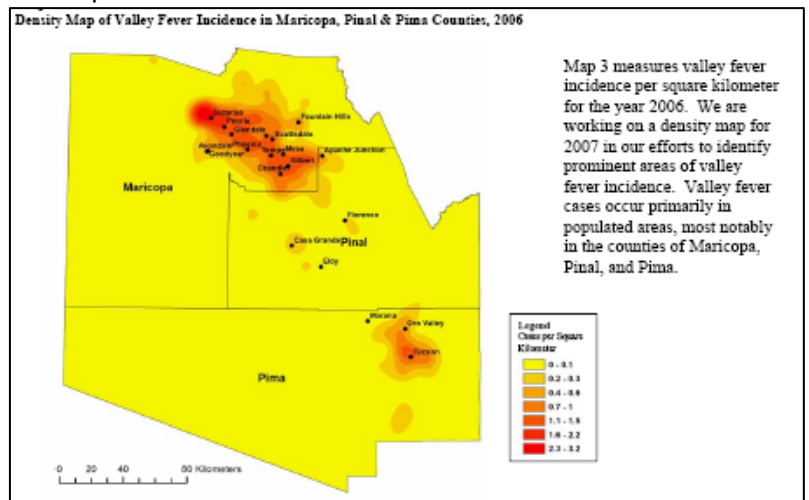 Density Map of Valley Fever Incidence in Maricopa, Pinal & Pima Counties, 2006
Map 3 measures valley fever
incidence per square kilometer
for the year 2006. We are
working on a density map for
2007 in our efforts to identify
prominent areas of valley
fever incidence. Valley fever
cases occur primarily in
populated areas, most notably
in the counties of Maricopa,
Pinal, and Pima.
Surprise
Peoria
Glendale
Fountain Hills
Scottsdale
Avondale
Phoenix
Goodyear
Tempe
Mesa
Gilbert
Apache Junction
Chandler
Maricopa
Florence
Casa Grande
Pinal
Eloy
Marana
Oro Valley
Tucson
Pima
Legend
Cases per Square
Kilometer
0 - 0.1
0.2 - 0.3
0.4 - 0.6
0.7 - 1
1.1 - 1.5
1.6 - 2.2
2.3 - 3.2
0 20 40 80 Kilometers